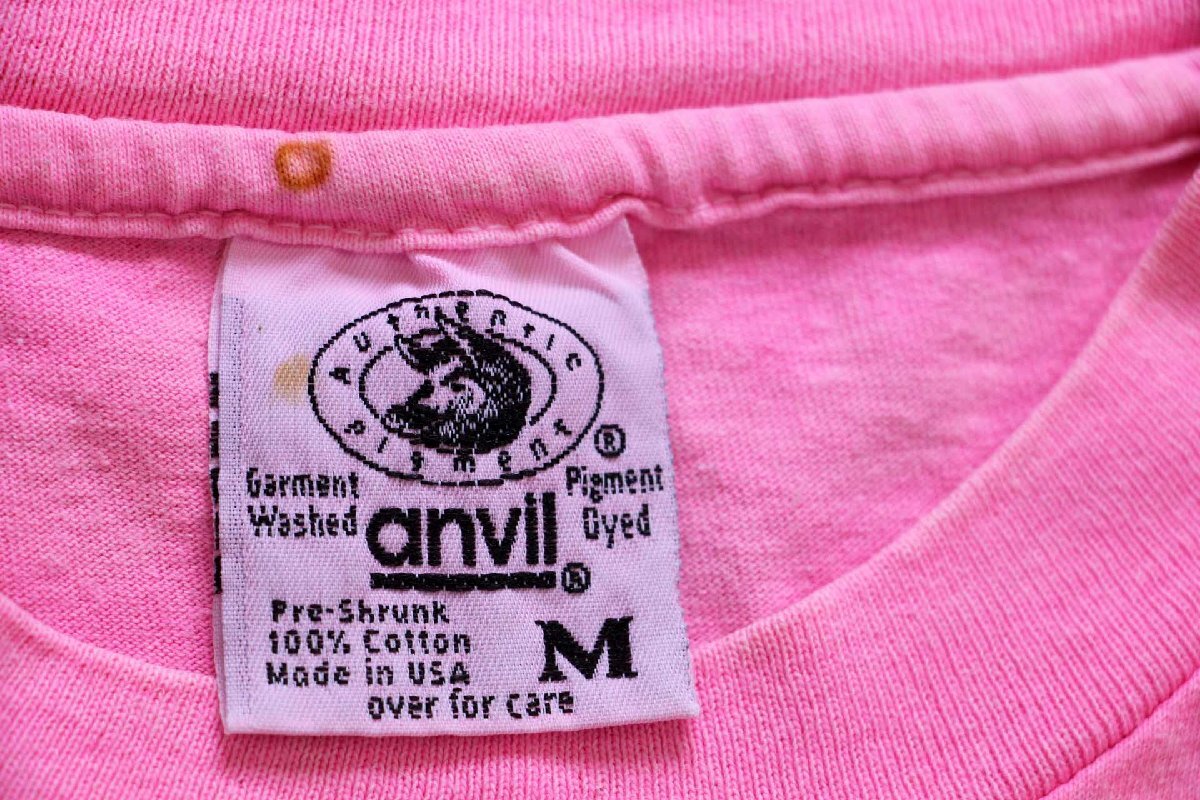 Authentic
Pigment
®
Garment Pigment
Washed anvil Dyed
®
Pre-Shrunk
100% Cotton
Made in USA
M
over for care